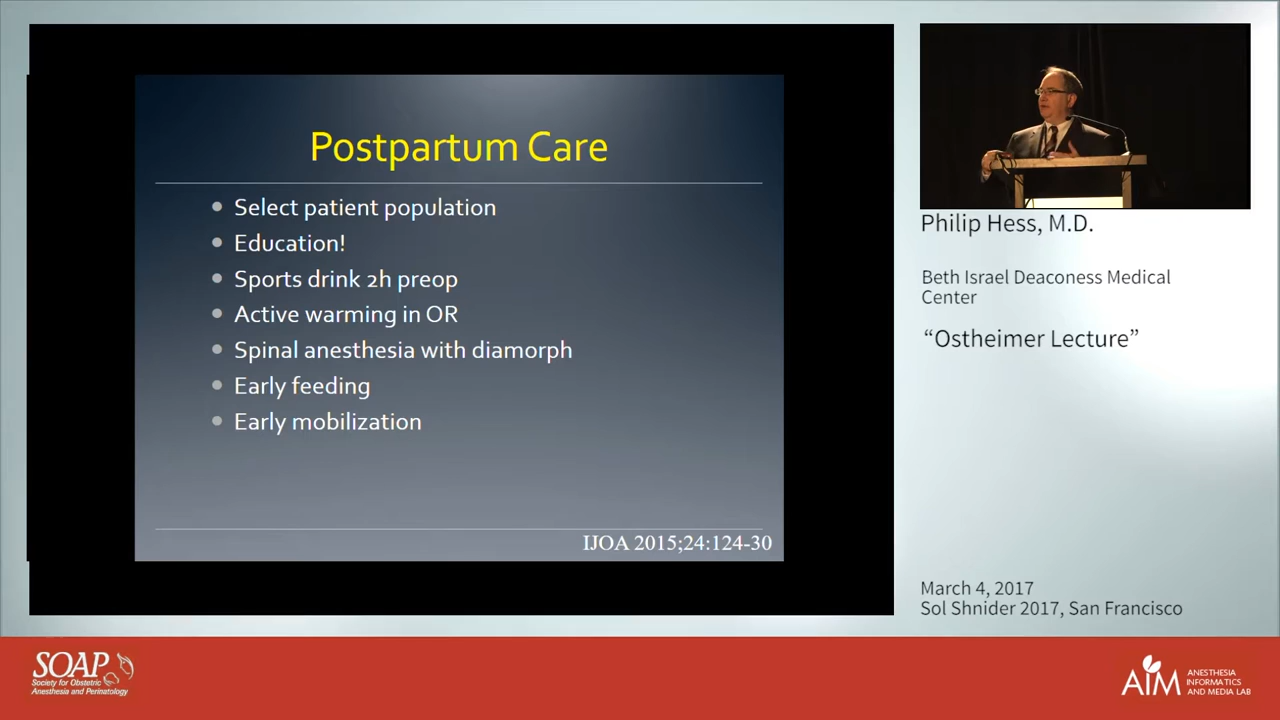 Postpartum Care
Select patient population
Education!
Sports drink 2h preop
Active warming in OR
Spinal anesthesia with diamorph
Early feeding
Early mobilization
IJOA 2015;24:124-30
Philip Hess, M.D.
Beth Israel Deaconess Medical
Center
“Ostheimer Lecture”
March 4, 2017
Sol Shnider 2017, San Francisco
SOAP
Society for Obstetric
Anesthesia and Perinatology
AIM
ANESTHESIA
INFORMATICS
AND MEDIA LAB